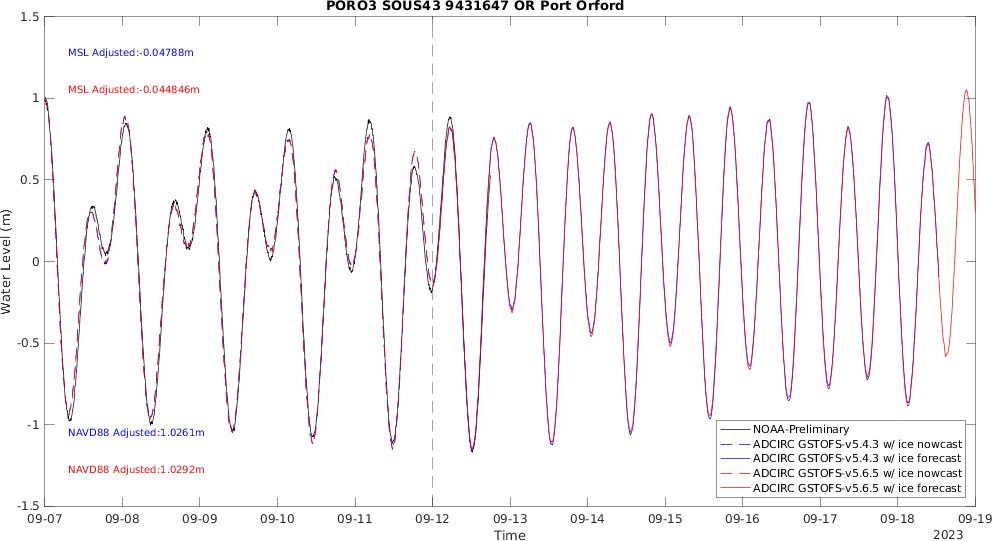 PORO3 SOUS43 9431647 OR Port Orford
1.5
MSL Adjusted:-0.04788m
1
MSL Adjusted:-0.044846m
0.5
Water Level (m)
0
-0.5
-1
NAVD88 Adjusted:1.0261m
NAVD88 Adjusted:1.0292m
-1.5
NOAA-Preliminary
ADCIRC GSTOFS-v5.4.3 w/ ice nowcast
ADCIRC GSTOFS-v5.4.3 w/ ice forecast
ADCIRC GSTOFS-v5.6.5 w/ ice nowcast
ADCIRC GSTOFS-v5.6.5 w/ ice forecast
09-07 09-08 09-09 09-10 09-11 09-12 09-13 09-14 09-15 09-16 09-17 09-18 09-19
Time
2023